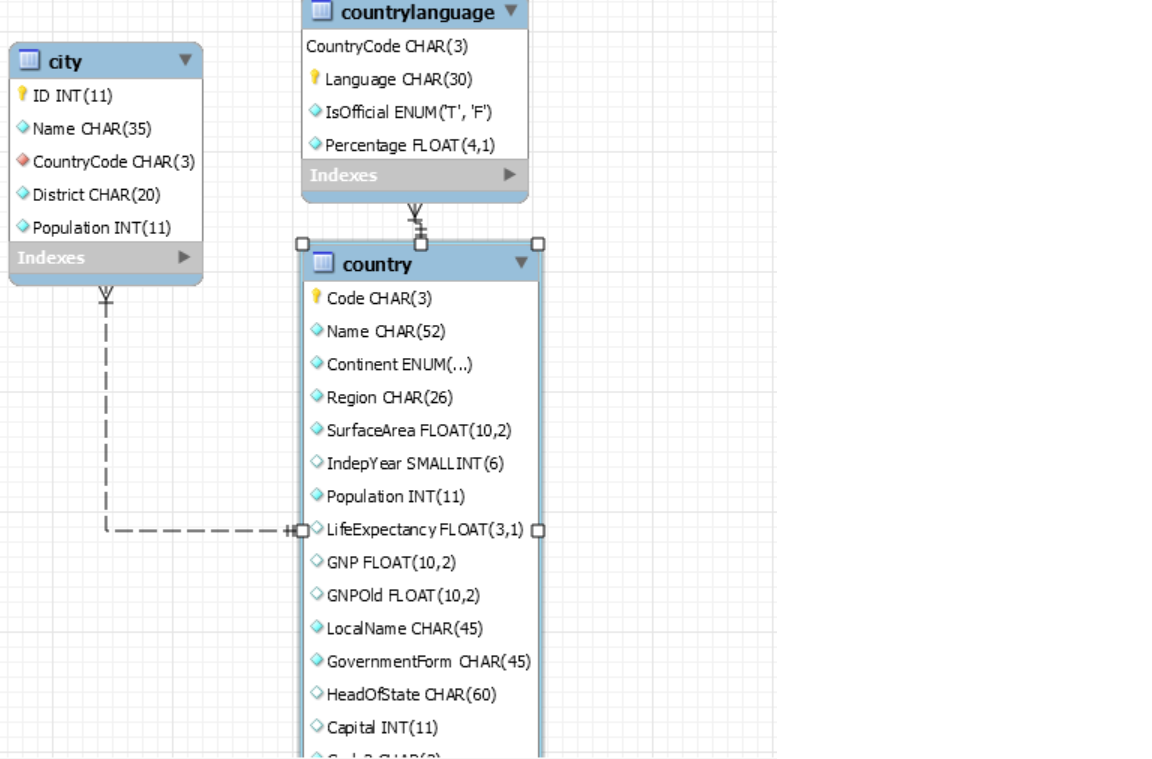 city
ID INT(11)
Name CHAR(35)
CountryCode CHAR(3)
District CHAR(20)
Population INT(11)
Indexes
countrylanguage
CountryCode CHAR(3)
Language CHAR(30)
IsOfficial ENUM('T', 'F')
Percentage FLOAT(4,1)
Indexes
country
Code CHAR(3)
Name CHAR(52)
Continent ENUM(...)
Region CHAR(26)
SurfaceArea FLOAT(10,2)
IndepYear SMALLINT(6)
Population INT(11)
LifeExpectancy FLOAT(3,1)
GNP FLOAT(10,2)
GNPOld FLOAT(10,2)
LocalName CHAR(45)
GovernmentForm CHAR(45)
HeadOfState CHAR(60)
Capital INT(11)